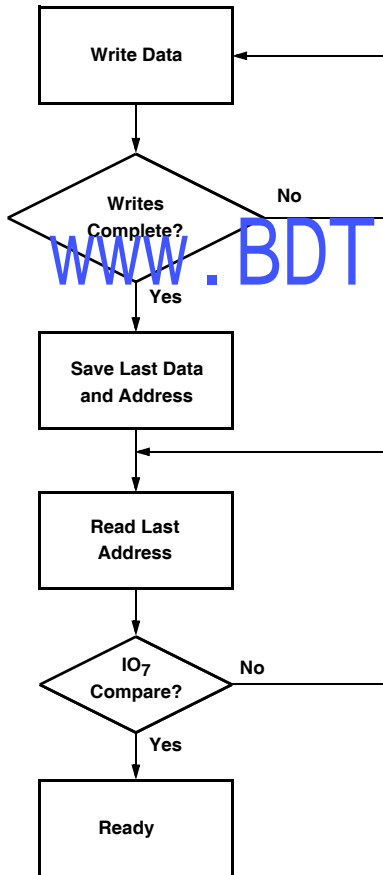 Write Data
Writes
Complete?
No
www.BDT
Yes
Save Last Data
and Address
Read Last
Address
IO7
Compare?
No
Yes
Ready